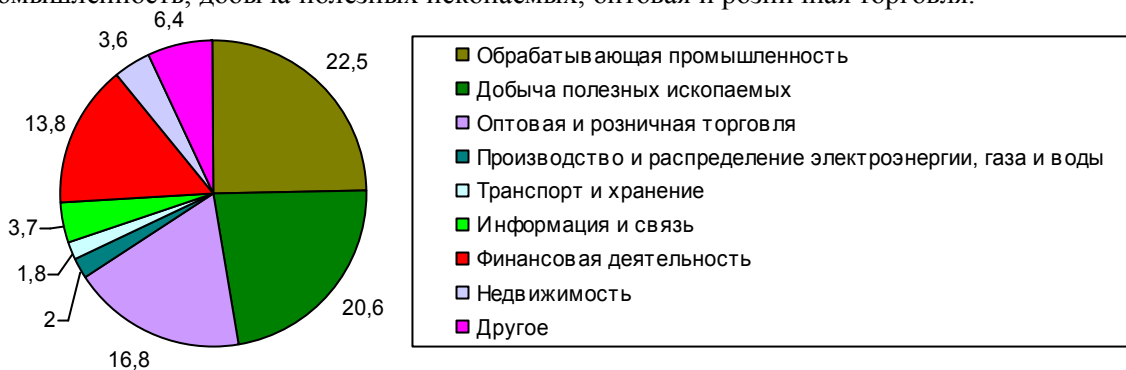 добыча полезных ископаемых, оптовая и розничная торговля.
6,4
3,6
22,5
13,8
3,7
1,8
2
16,8
20,6
Обрабатывающая промышленность
Добыча полезных ископаемых
Оптовая и розничная торговля
Производство и распределение электроэнергии, газа и воды
Транспорт и хранение
Информация и связь
Финансовая деятельность
Недвижимость
Другое